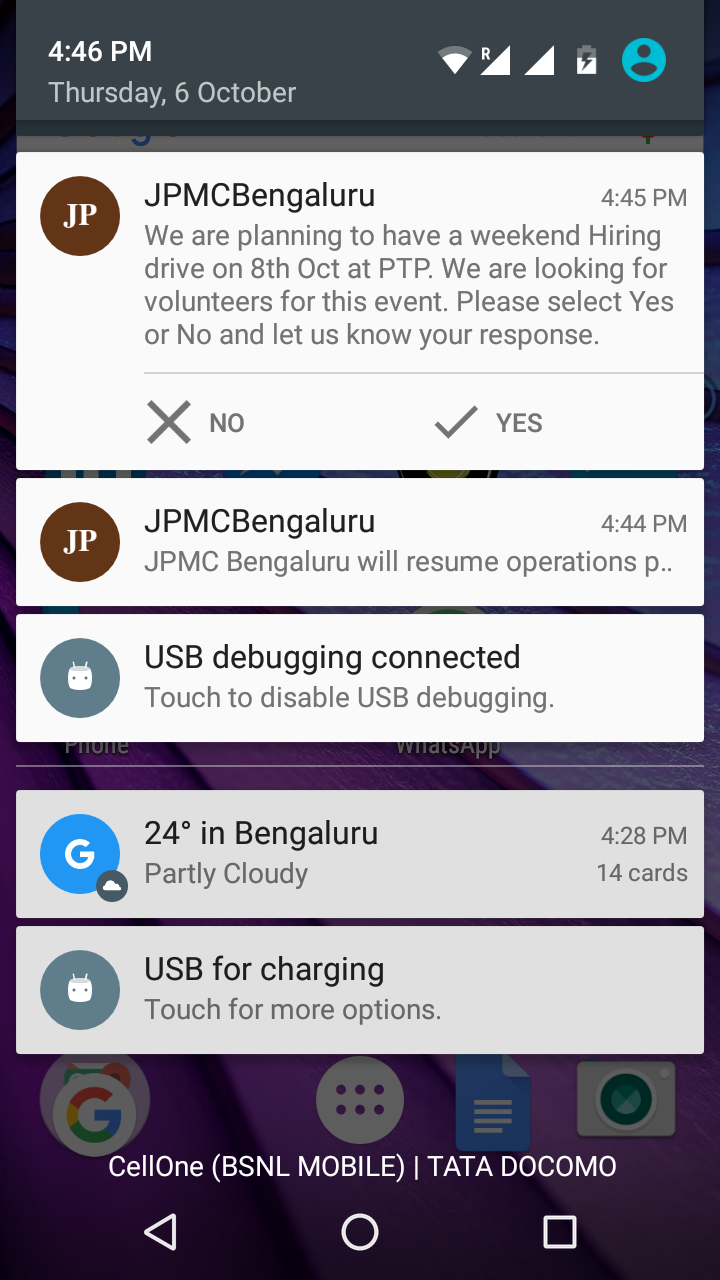 4:46 PM
R
Thursday, 6 October
JP
JPMCBengaluru
4:45 PM
We are planning to have a weekend Hiring
drive on 8th Oct at PTP. We are looking for
volunteers for this event. Please select Yes
or No and let us know your response.
NO
YES
JP
JPMCBengaluru
4:44 PM
JPMC Bengaluru will resume operations p..
USB debugging connected
Touch to disable USB debugging.
Phone
WhatsApp
G
24° in Bengaluru
4:28 PM
Partly Cloudy
14 cards
USB for charging
Touch for more options.
G
CellOne (BSNL MOBILE) | TATA DOCOMO